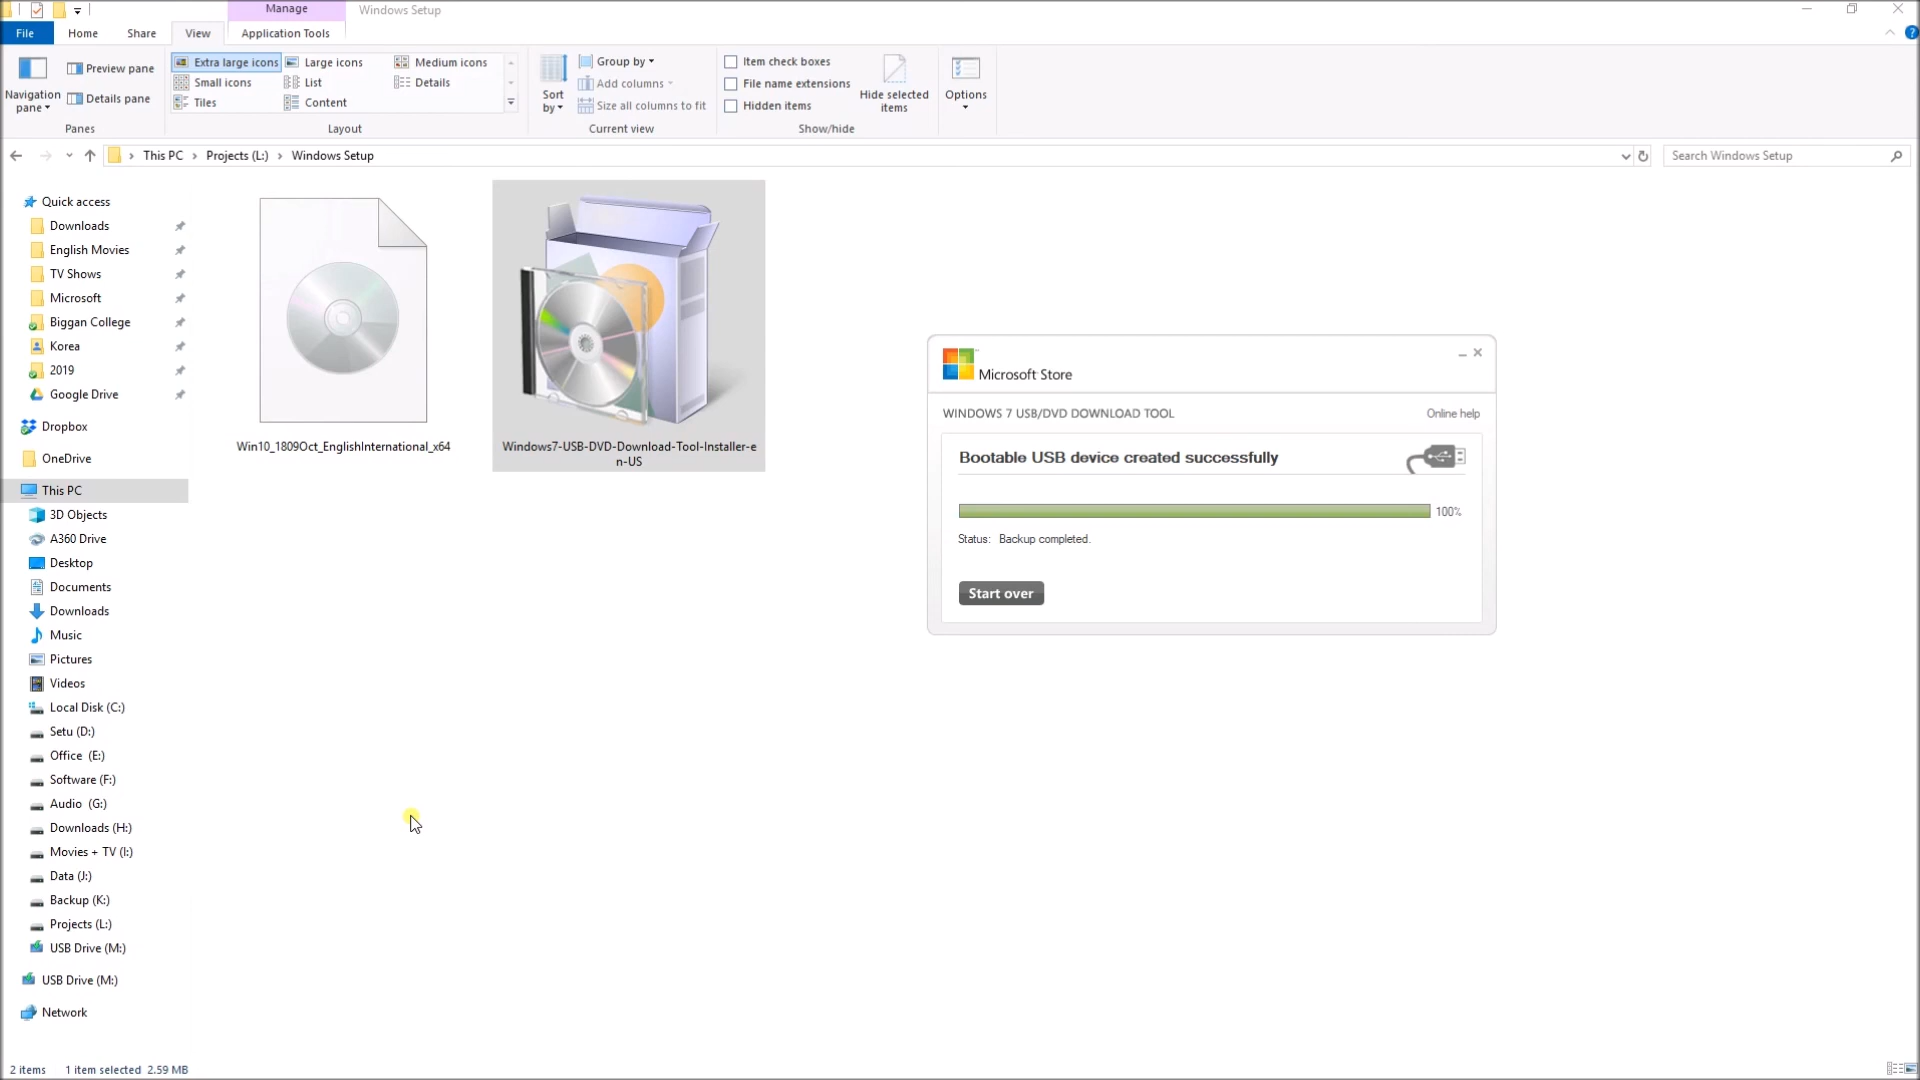 Manage
Windows Setup
File
Home
Share
View
Application Tools
Navigation
pane
Preview pane
Details pane
Panes
Extra large icons
Large icons
Medium icons
Small icons
List
Details
Tiles
Content
Layout
Sort
by
Group by
Add columns
Size all columns to fit
Current view
Item check boxes
File name extensions
Hidden items
Hide selected
items
Show/hide
Options
This PC
Projects (L:)
Windows Setup
Search Windows Setup
Quick access
Downloads
English Movies
TV Shows
Microsoft
Biggan College
Korea
2019
Google Drive
Dropbox
OneDrive
This PC
3D Objects
A360 Drive
Desktop
Documents
Downloads
Music
Pictures
Videos
Local Disk (C:)
Setu (D:)
Office (E:)
Software (F:)
Audio (G:)
Downloads (H:)
Movies + TV (I:)
Data (J:)
Backup (K:)
Projects (L:)
USB Drive (M:)
USB Drive (M:)
Network
Win10_1809Oct_EnglishInternational_x64
Windows7-USB-DVD-Download-Tool-Installer-e
n-US
Microsoft Store
WINDOWS 7 USB/DVD DOWNLOAD TOOL
Online help
Bootable USB device created successfully
100%
Status: Backup completed.
Start over
2 items
1 item selected 2.59 MB